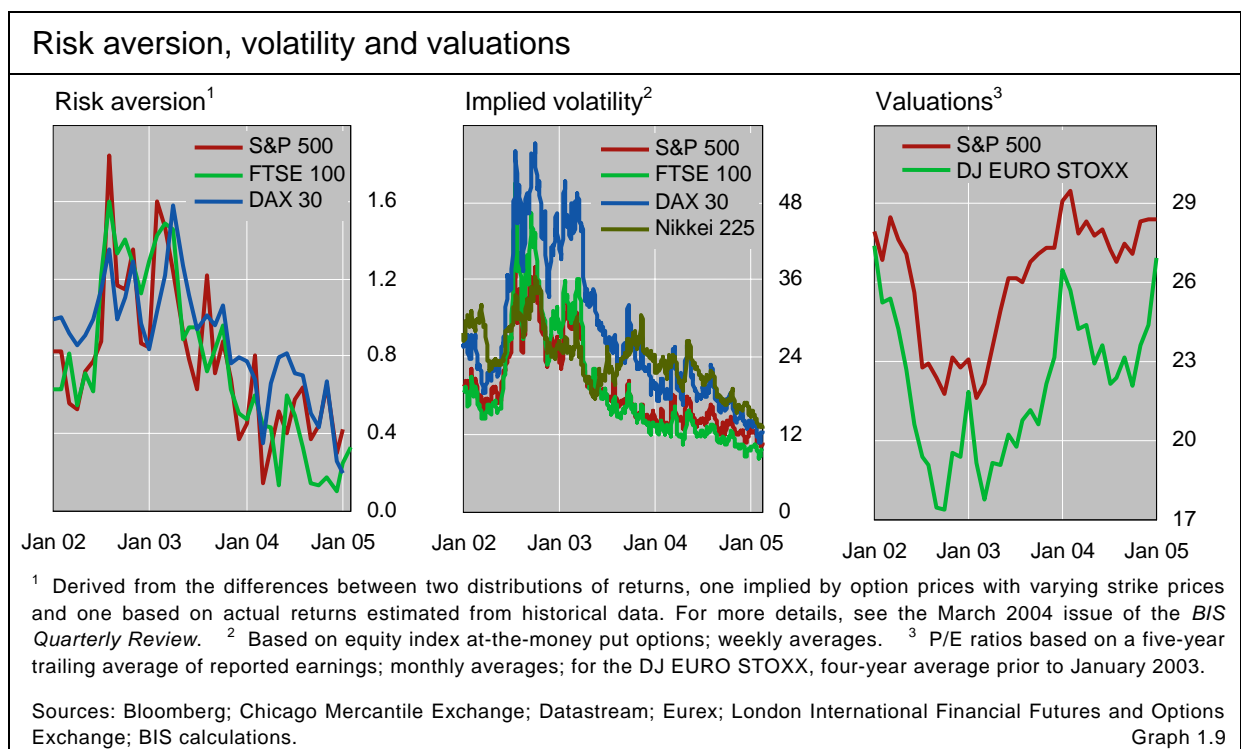 Risk aversion, volatility and valuations
Risk aversion1
S&P 500
FTSE 100
DAX 30
1.6
1.2
0.8
0.4
0.0
Jan 02 Jan 03 Jan 04 Jan 05
Implied volatility2
S&P 500
FTSE 100
DAX 30
Nikkei 225
48
36
24
12
0
Jan 02 Jan 03 Jan 04 Jan 05
Valuations3
S&P 500
DJ EURO STOXX
29
26
23
20
17
Jan 02 Jan 03 Jan 04 Jan 05
1 Derived from the differences between two distributions of returns, one implied by option prices with varying strike prices
and one based on actual returns estimated from historical data. For more details, see the March 2004 issue of the BIS
Quarterly Review. 2 Based on equity index at-the-money put options; weekly averages. 3 P/E ratios based on a five-year
trailing average of reported earnings; monthly averages; for the DJ EURO STOXX, four-year average prior to January 2003.
Sources: Bloomberg; Chicago Mercantile Exchange; Datastream; Eurex; London International Financial Futures and Options
Exchange; BIS calculations. Graph 1.9